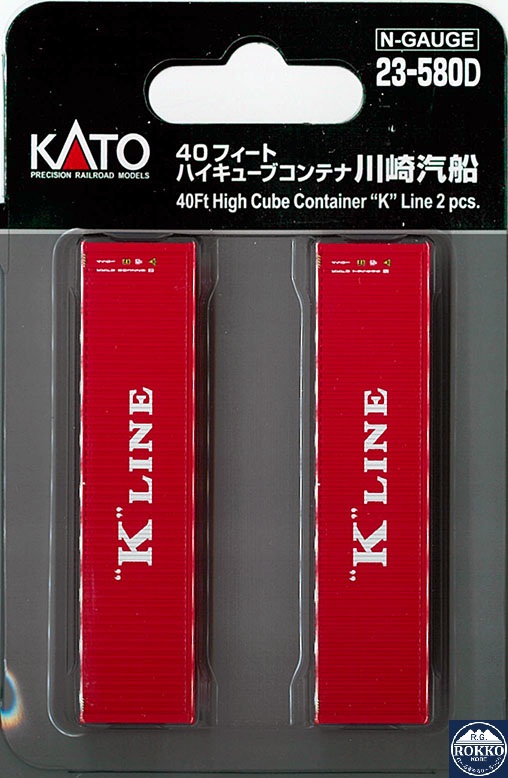 N-GAUGE
23-580D
KATO
PRECISION RAILROAD MODELS
40フィート
ハイキューブコンテナ 川崎汽船
40Ft High Cube Container “K” Line 2 pcs.
“K” LINE
“K” LINE
R.G.
ROKKO
KOBE